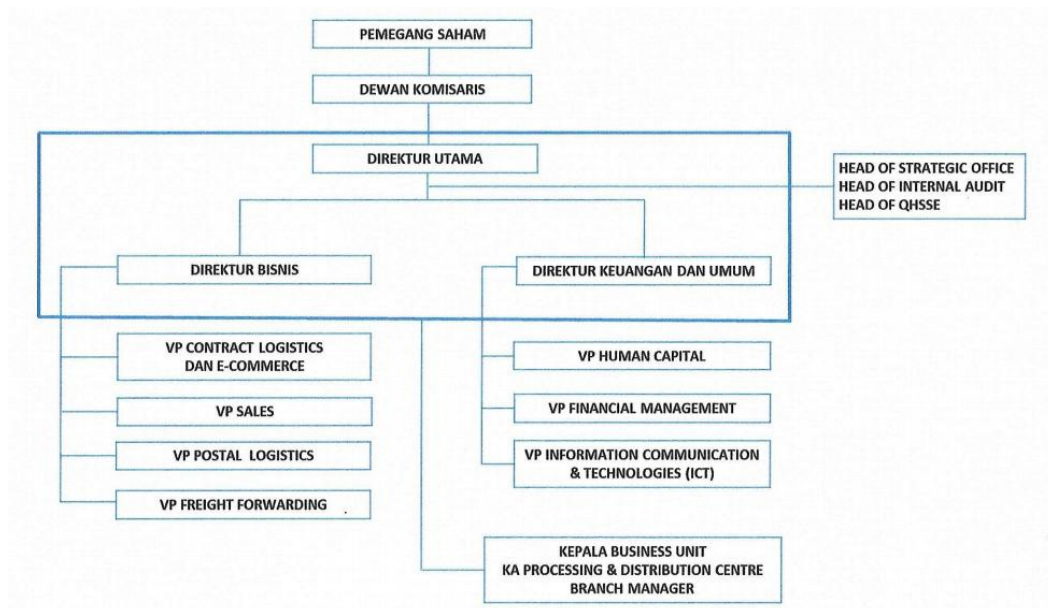 PEMEGANG SAHAM
DEWAN KOMISARIS
DIREKTUR UTAMA
HEAD OF STRATEGIC OFFICE
HEAD OF INTERNAL AUDIT
HEAD OF QHSSE
DIREKTUR BISNIS
DIREKTUR KEUANGAN DAN UMUM
VP CONTRACT LOGISTICS
DAN E-COMMERCE
VP SALES
VP POSTAL LOGISTICS
VP FREIGHT FORWARDING
VP HUMAN CAPITAL
VP FINANCIAL MANAGEMENT
VP INFORMATION COMMUNICATION
& TECHNOLOGIES (ICT)
KEPALA BUSINESS UNIT
KA PROCESSING & DISTRIBUTION CENTRE
BRANCH MANAGER